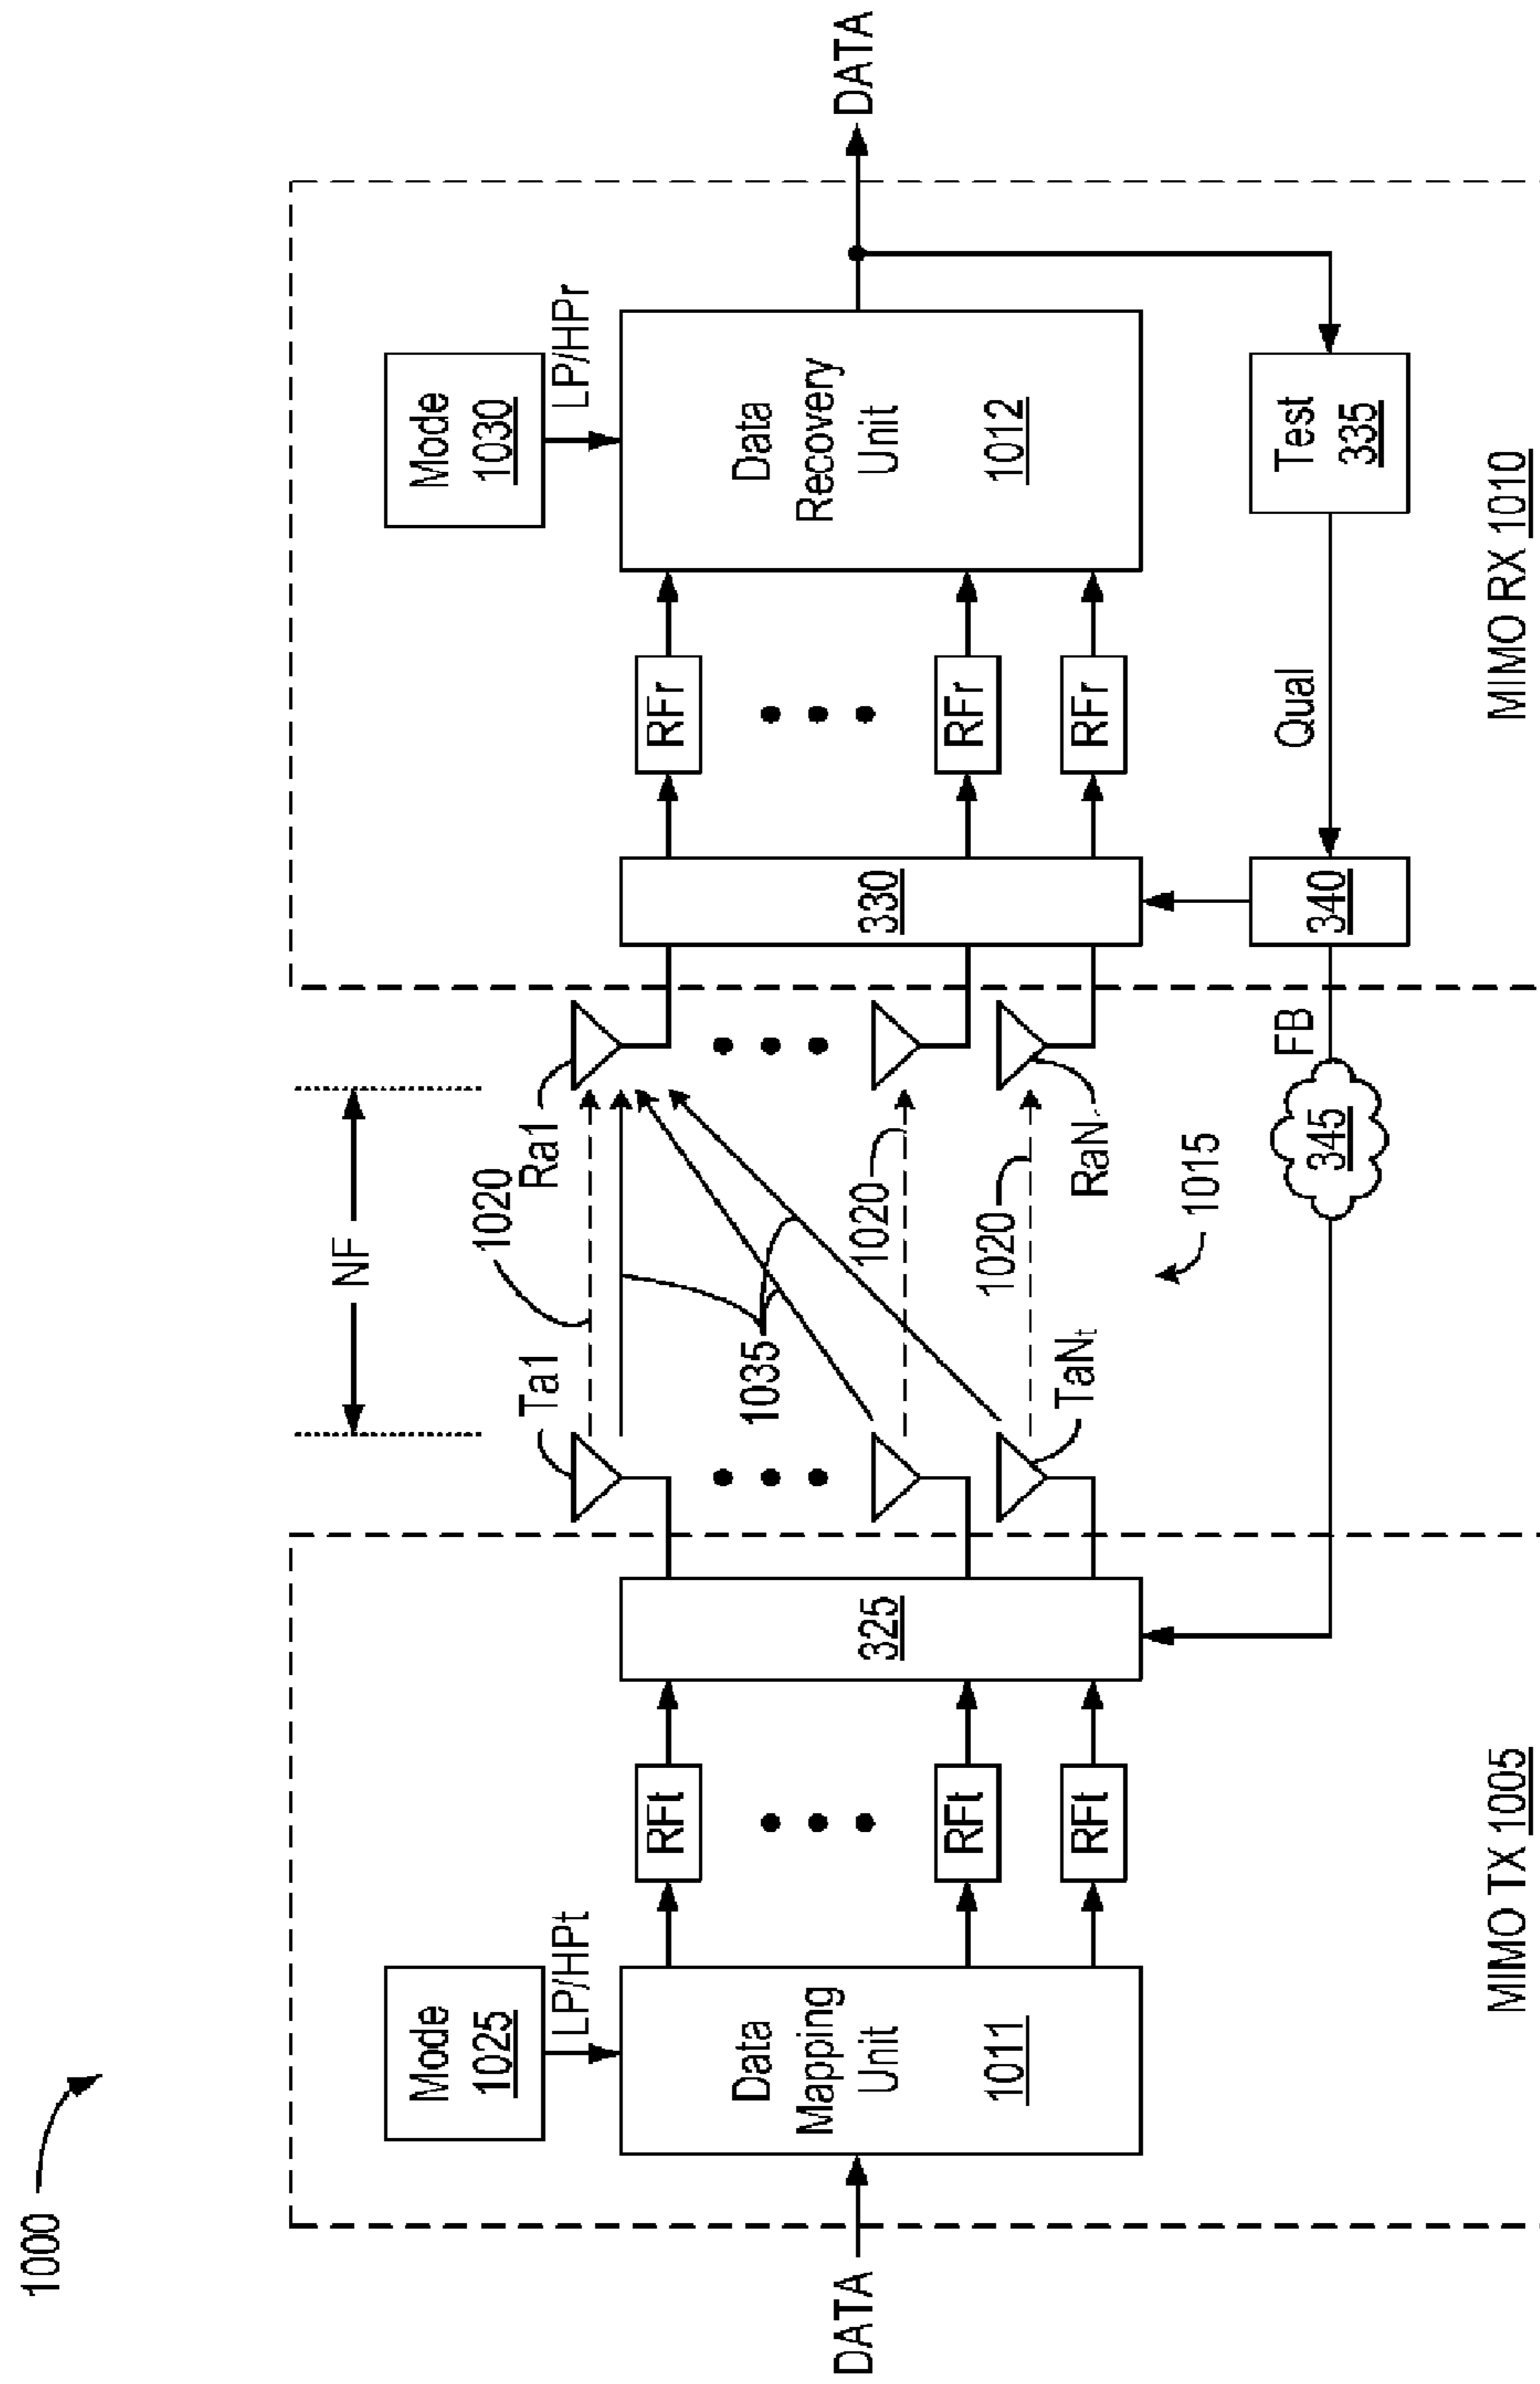 1000
DATA
Mode
1025
LP/HPt
Data
Mapping
Unit
1011
RFt
RFt
RFt
325
MIMO TX 1005
Ta1
TaNt
NF
1020
1035
1020
1020
1015
Ra1
RaN
345
FB
330
340
RFr
RFr
RFr
Qual
Mode
1030
LP/HPr
Data
Recovery
Unit
1012
Test
335
MIMO RX 1010
DATA